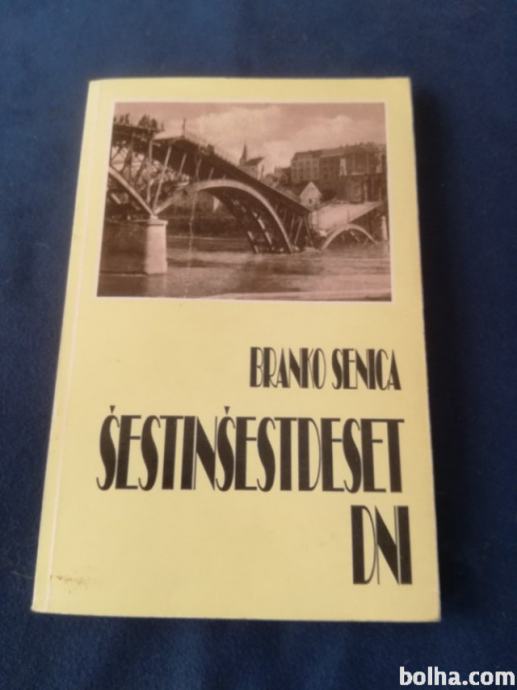 BRANKO SENICA
ŠESTINŠESTDESET
DNI
bolha.com